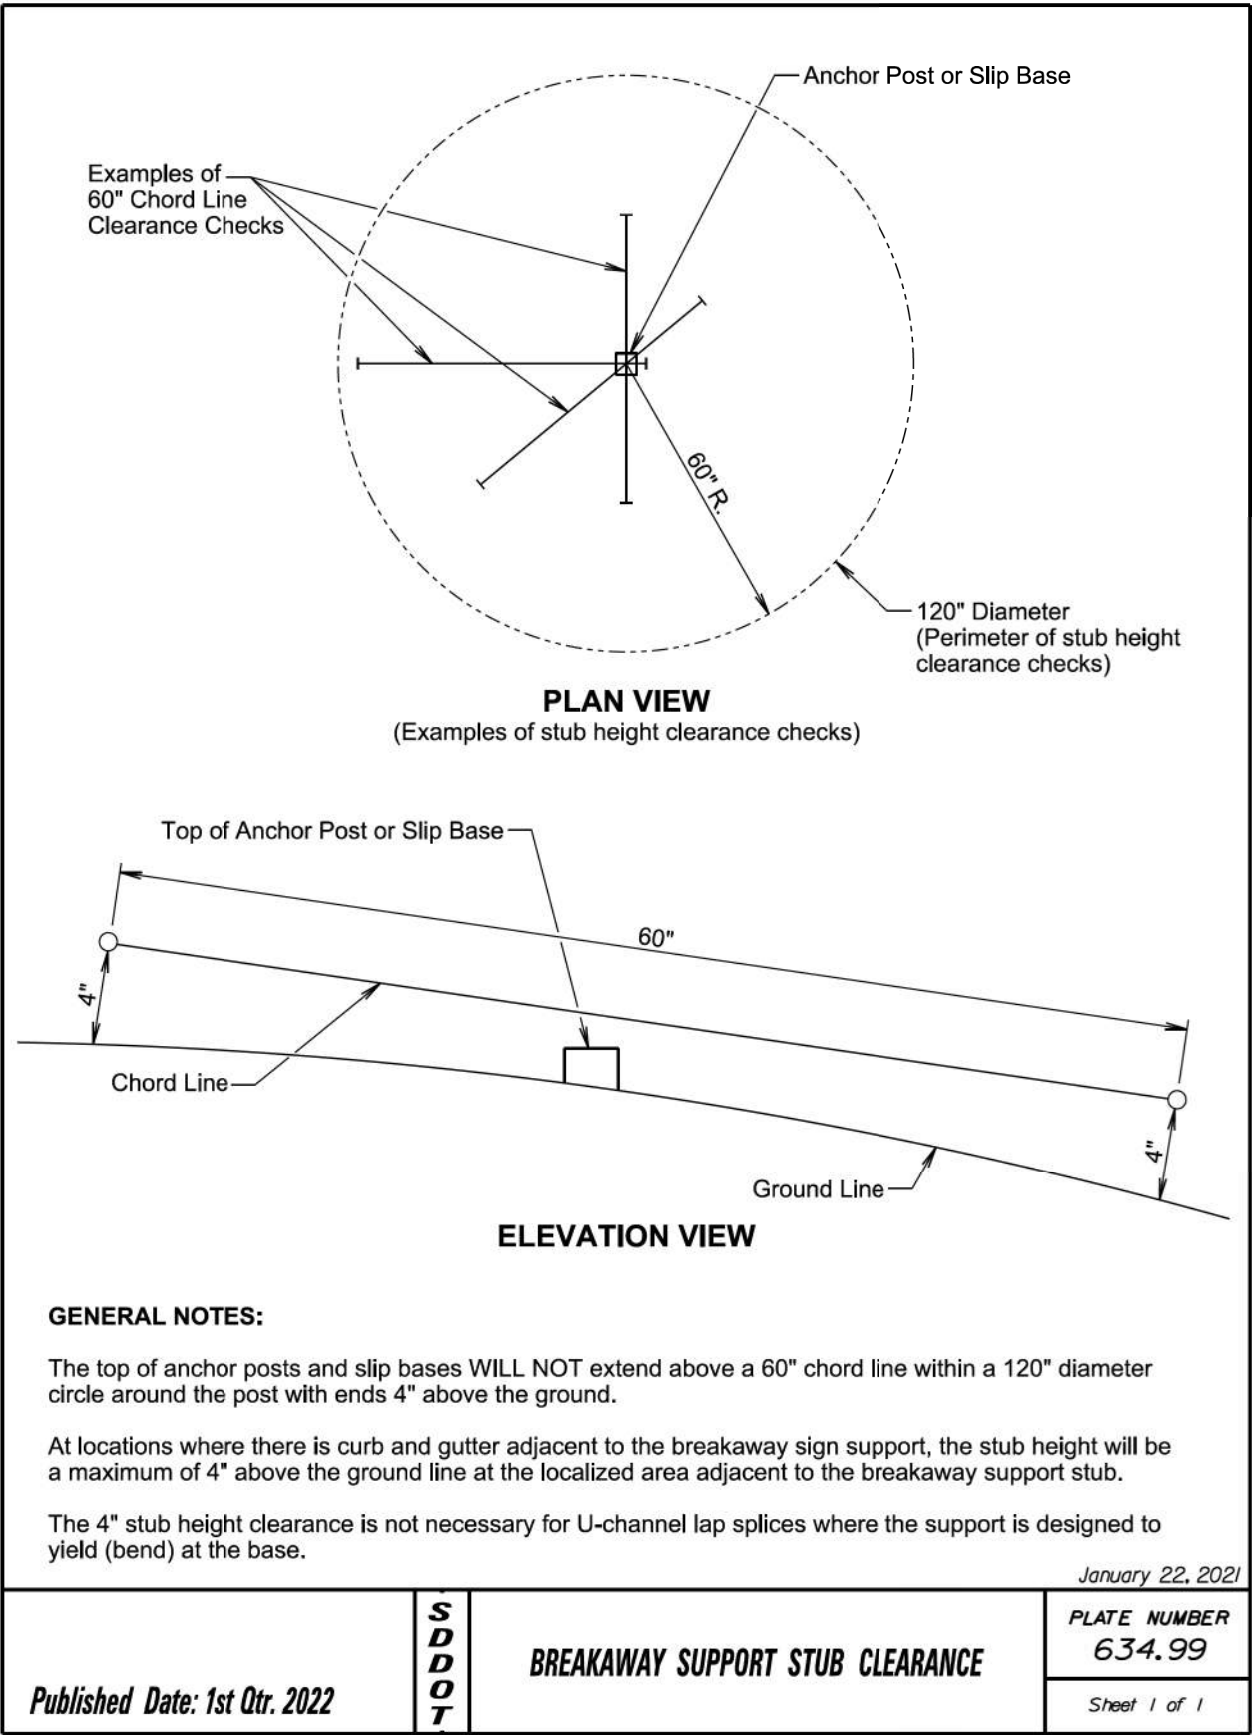 Anchor Post or Slip Base
Examples of
60" Chord Line
Clearance Checks
60" R.
120" Diameter
(Perimeter of stub height
clearance checks)
PLAN VIEW
(Examples of stub height clearance checks)
Top of Anchor Post or Slip Base
60"
4"
Chord Line
4"
Ground Line
ELEVATION VIEW
GENERAL NOTES:
The top of anchor posts and slip bases WILL NOT extend above a 60" chord line within a 120" diameter
circle around the post with ends 4" above the ground.
At locations where there is curb and gutter adjacent to the breakaway sign support, the stub height will be
a maximum of 4" above the ground line at the localized area adjacent to the breakaway support stub.
The 4" stub height clearance is not necessary for U-channel lap splices where the support is designed to
yield (bend) at the base.
January 22, 2021
Published Date: 1st Qtr. 2022
S
D
D
O
T
BREAKAWAY SUPPORT STUB CLEARANCE
PLATE NUMBER
634.99
Sheet 1 of 1